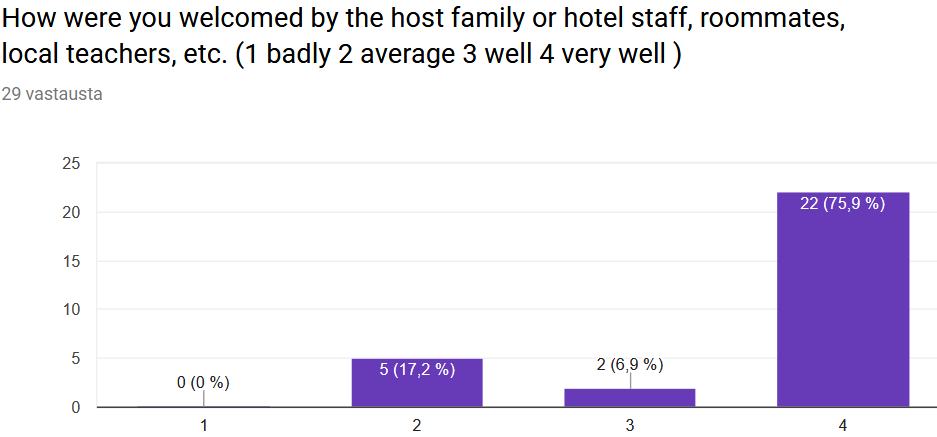 How were you welcomed by the host family or hotel staff, roommates,
local teachers, etc. (1 badly 2 average 3 well 4 very well )
29 vastausta
25
20
15
10
5
0
0 (0 %)
5 (17,2 %)
2 (6,9 %)
22 (75,9 %)
1
2
3
4